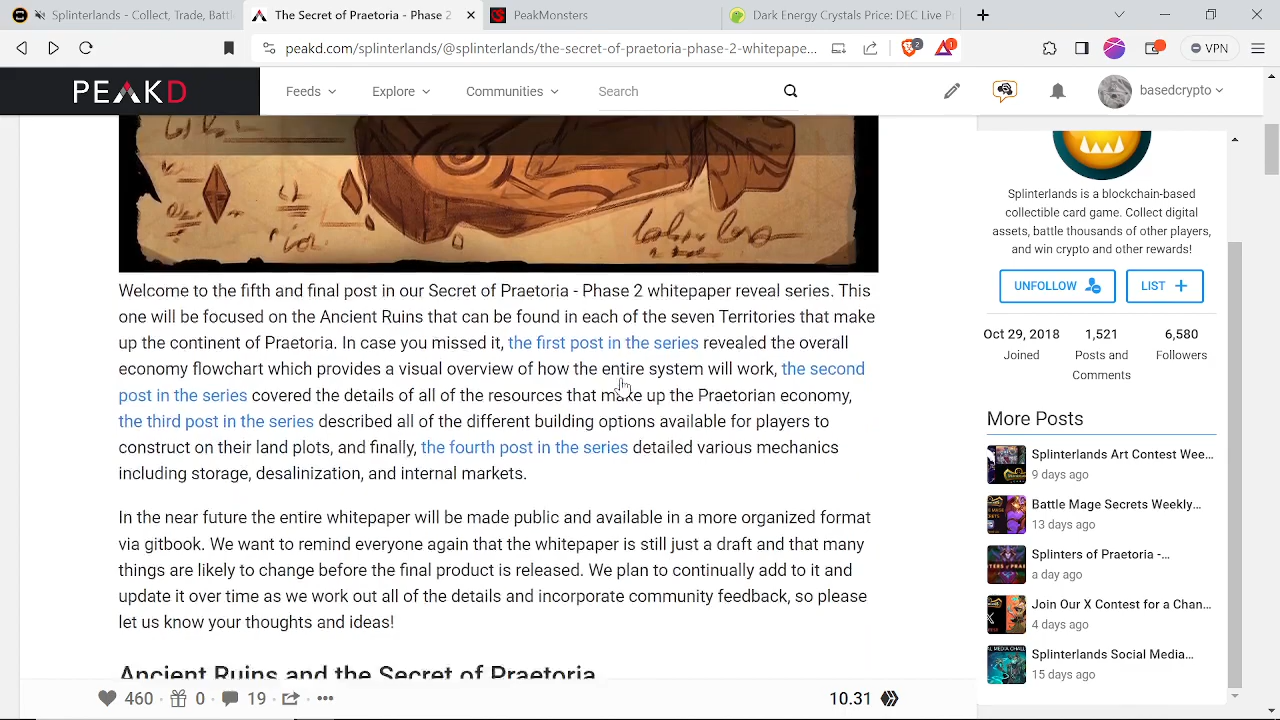 Splinterlands - Collect, Trade, Batt
The Secret of Praetoria - Phase 2
PeakMonsters
Dark Energy Crystals Price: DEC Live P
peakd.com/splinterlands/@splinterlands/the-secret-of-praetoria-phase-2-whitepape...
2
1
VPN
PEAKD
Feeds
Explore
Communities
Search
basedcrypto
Welcome to the fifth and final post in our Secret of Praetoria - Phase 2 whitepaper reveal series. This
one will be focused on the Ancient Ruins that can be found in each of the seven Territories that make
up the continent of Praetoria. In case you missed it, the first post in the series revealed the overall
economy flowchart which provides a visual overview of how the entire system will work, the second
post in the series covered the details of all of the resources that make up the Praetorian economy,
the third post in the series described all of the different building options available for players to
construct on their land plots, and finally, the fourth post in the series detailed various mechanics
including storage, desalinization, and internal markets.
In the near future the entire whitepaper will be made public and available in a more organized format
via gitbook. We want to remind everyone again that the whitepaper is still just a draft and that many
things are likely to change before the final product is released. We plan to continually add to it and
update it over time as we work out all of the details and incorporate community feedback, so please
let us know your thoughts and ideas!
Ancient Ruins and the Secret of Praetoria
460
0
19
10.31
Splinterlands is a blockchain-based
collectible card game. Collect digital
assets, battle thousands of other players,
and win crypto and other rewards!
UNFOLLOW
LIST
Oct 29, 2018
Joined
1,521
Posts and
Comments
6,580
Followers
More Posts
Splinterlands Art Contest Wee...
9 days ago
Battle Mage Secrets Weekly...
13 days ago
Splinters of Praetoria -...
a day ago
Join Our X Contest for a Chan...
4 days ago
Splinterlands Social Media...
15 days ago